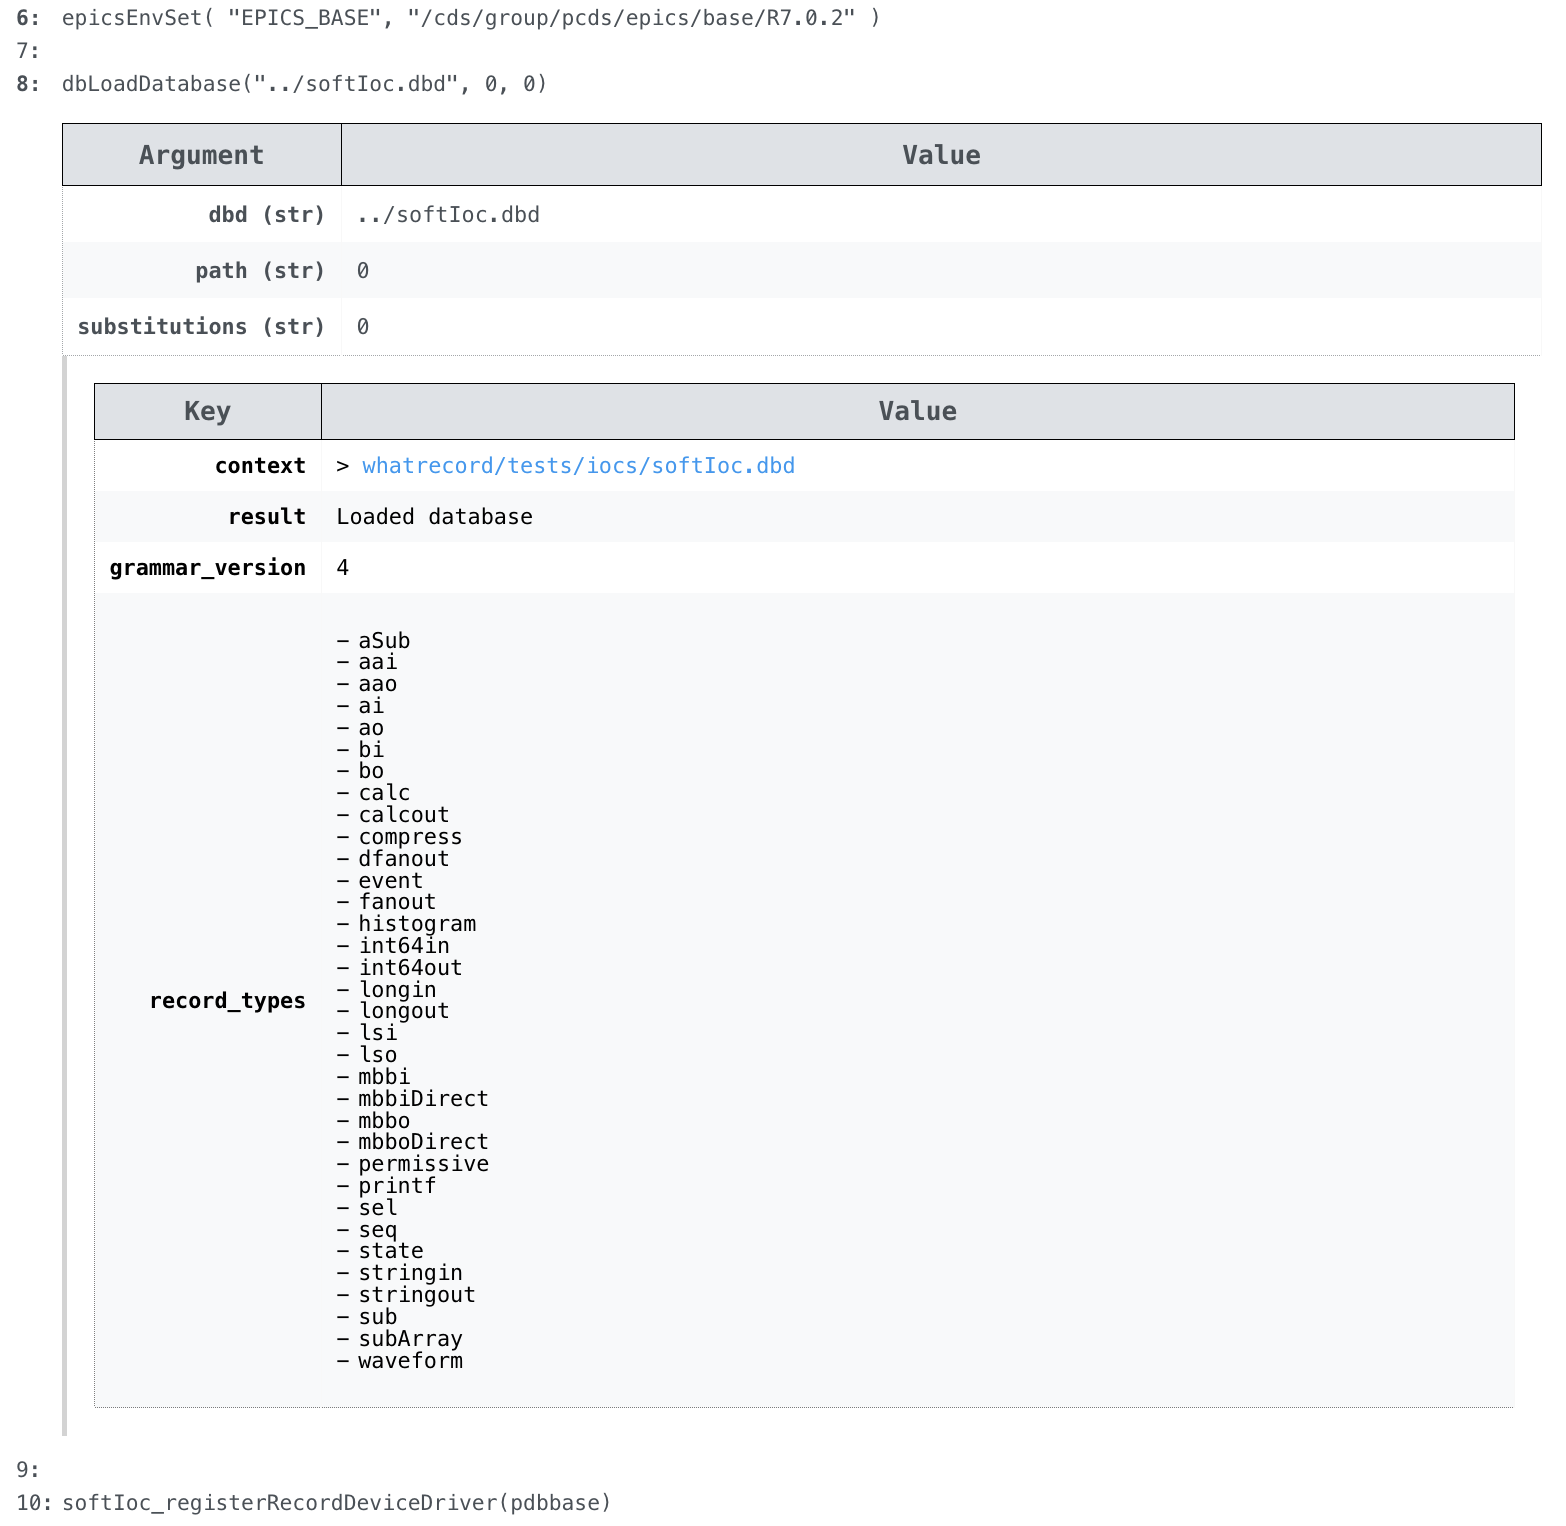 6: epicsEnvSet( "EPICS_BASE", "/cds/group/pcds/epics/base/R7.0.2" )
7:
8: dbLoadDatabase("../softIoc.dbd", 0, 0)
Argument Value
dbd (str) ../softIoc.dbd
path (str) 0
substitutions (str) 0
Key Value
context > whatrecord/tests/iocs/softIoc.dbd
result Loaded database
grammar_version 4
record_types
– aSub
– aai
– aao
– ai
– ao
– bi
– bo
– calc
– calcout
– compress
– dfanout
– event
– fanout
– histogram
– int64in
– int64out
– longin
– longout
– lsi
– lso
– mbbi
– mbbiDirect
– mbbo
– mbboDirect
– permissive
– printf
– sel
– seq
– state
– stringin
– stringout
– sub
– subArray
– waveform
9:
10: softIoc_registerRecordDeviceDriver(pdbbase)